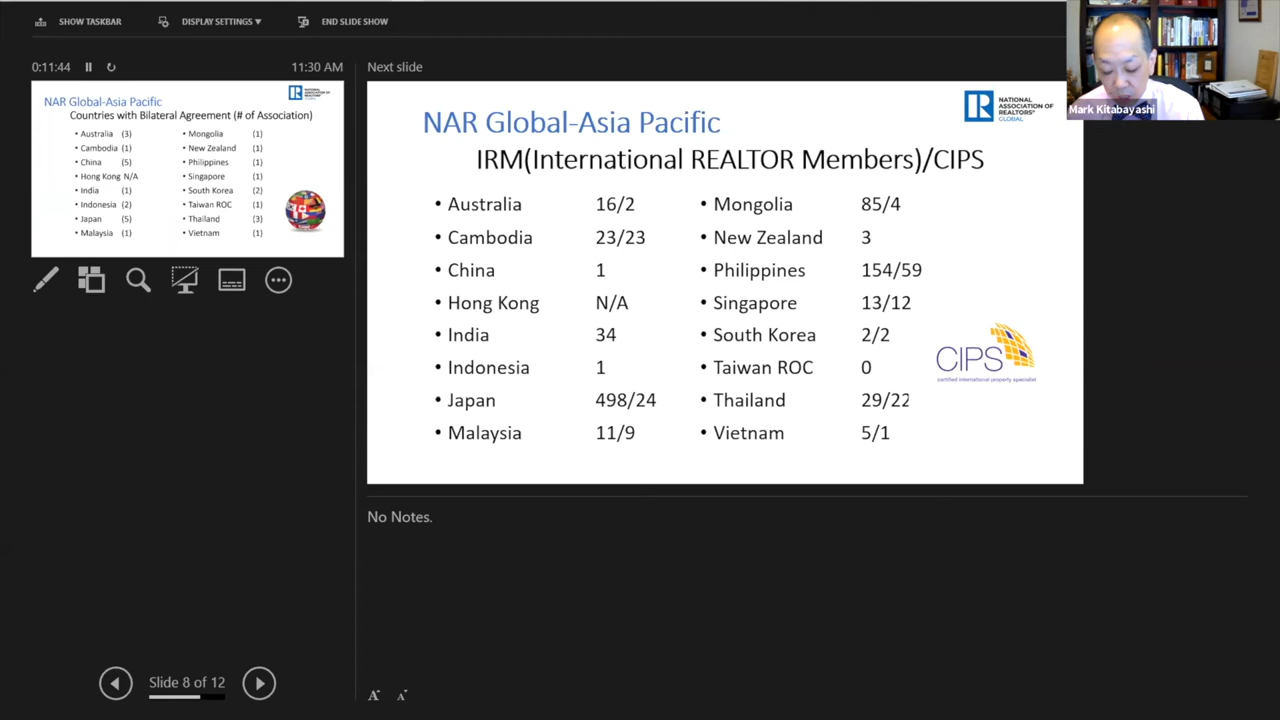 SHOW TASKBAR
DISPLAY SETTINGS ▼
END SLIDE SHOW
0:11:44
11:30 AM
NAR Global-Asia Pacific
NATIONAL ASSOCIATION OF REALTORS® GLOBAL
Countries with Bilateral Agreement (# of Association)
• Australia (3)
• Cambodia (1)
• China (5)
• Hong Kong N/A
• India (1)
• Indonesia (2)
• Japan (5)
• Malaysia (1)
• Mongolia (1)
• New Zealand (1)
• Philippines (1)
• Singapore (1)
• South Korea (2)
• Taiwan ROC (1)
• Thailand (3)
• Vietnam (1)
Slide 8 of 12
Next slide
NAR Global-Asia Pacific
NATIONAL
ASSOCIATION OF
REALTORS®
GLOBAL
IRM(International REALTOR Members)/CIPS
• Australia 16/2
• Cambodia 23/23
• China 1
• Hong Kong N/A
• India 34
• Indonesia 1
• Japan 498/24
• Malaysia 11/9
• Mongolia 85/4
• New Zealand 3
• Philippines 154/59
• Singapore 13/12
• South Korea 2/2
• Taiwan ROC 0
• Thailand 29/22
• Vietnam 5/1
CIPS
certified international property specialist
No Notes.
A A
Mark Kitabayashi